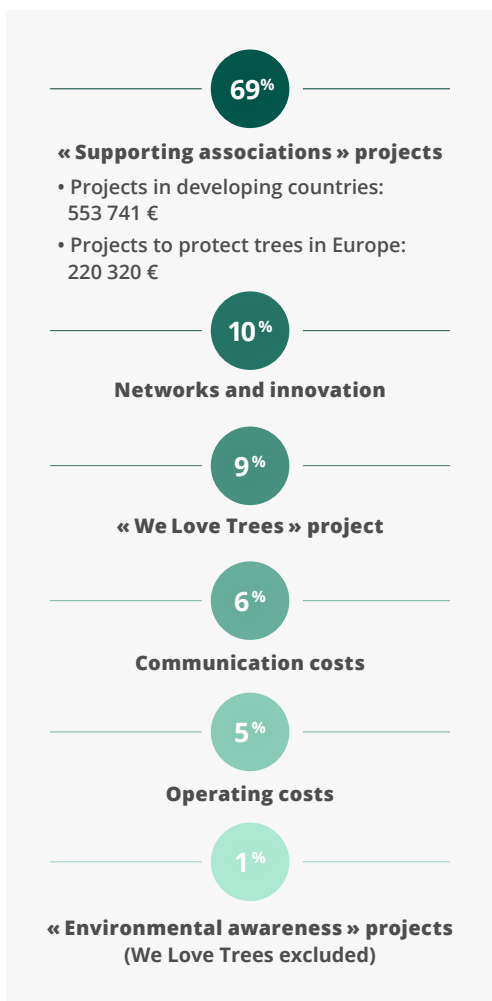 69%
« Supporting associations » projects
• Projects in developing countries:
553 741 €
• Projects to protect trees in Europe:
220 320 €
10%
Networks and innovation
9%
« We Love Trees » project
6%
Communication costs
5%
Operating costs
1%
« Environmental awareness » projects
(We Love Trees excluded)